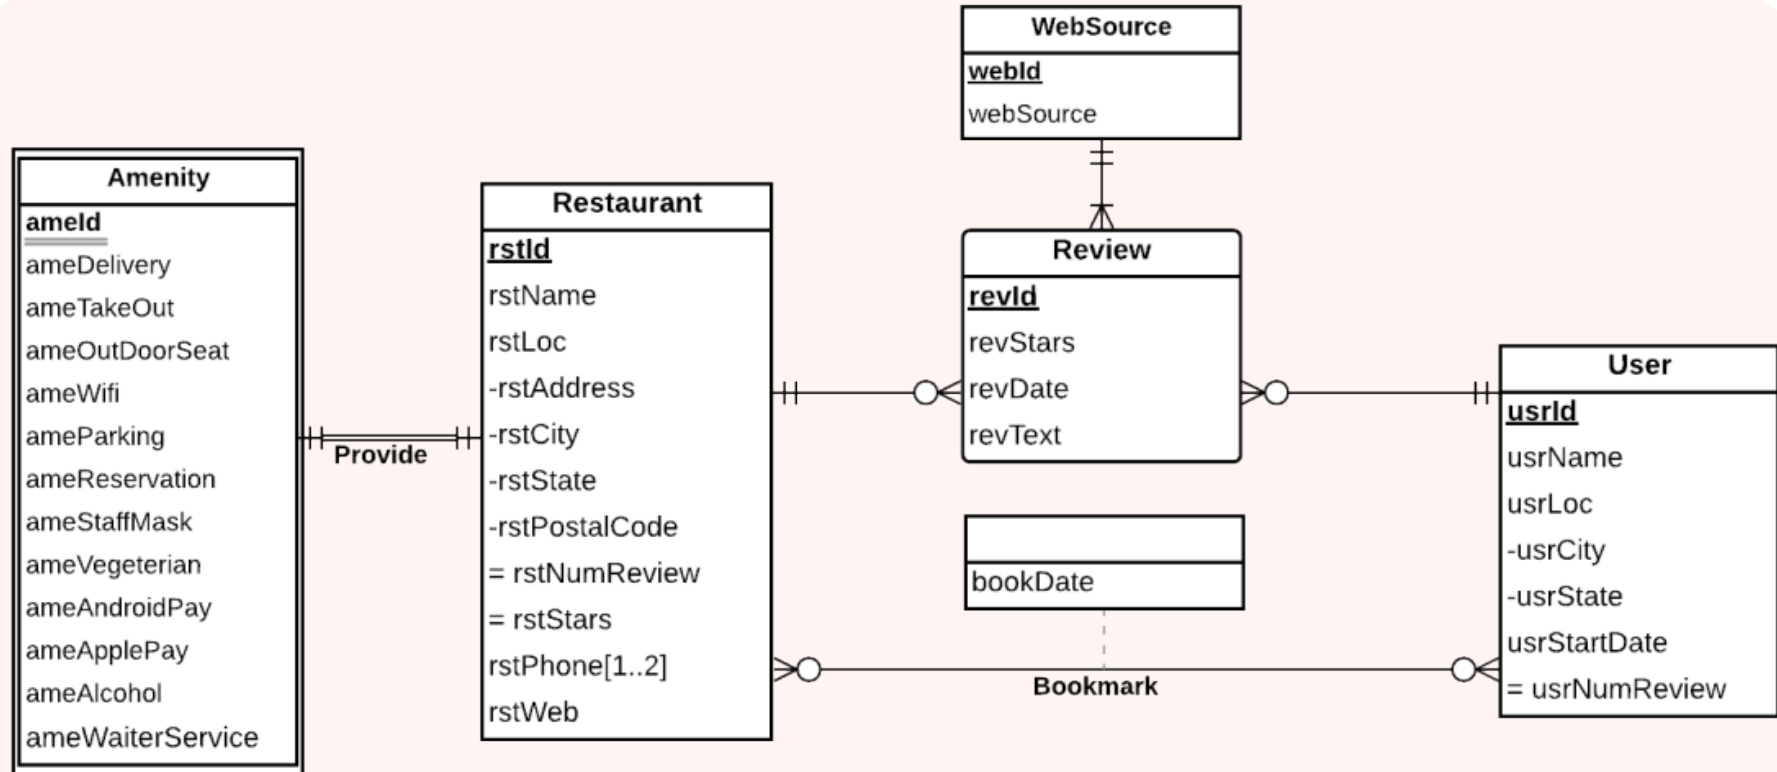 WebSource
webId
webSource
Amenity
ameId
ameDelivery
ameTakeOut
ameOutDoorSeat
ameWifi
ameParking
ameReservation
ameStaffMask
ameVegeterian
ameAndroidPay
ameApplePay
ameAlcohol
ameWaiterService
Provide
Restaurant
rstId
rstName
rstLoc
-rstAddress
-rstCity
-rstState
-rstPostalCode
= rstNumReview
= rstStars
rstPhone[1..2]
rstWeb
Review
revId
revStars
revDate
revText
bookDate
Bookmark
User
usrId
usrName
usrLoc
-usrCity
-usrState
usrStartDate
= usrNumReview